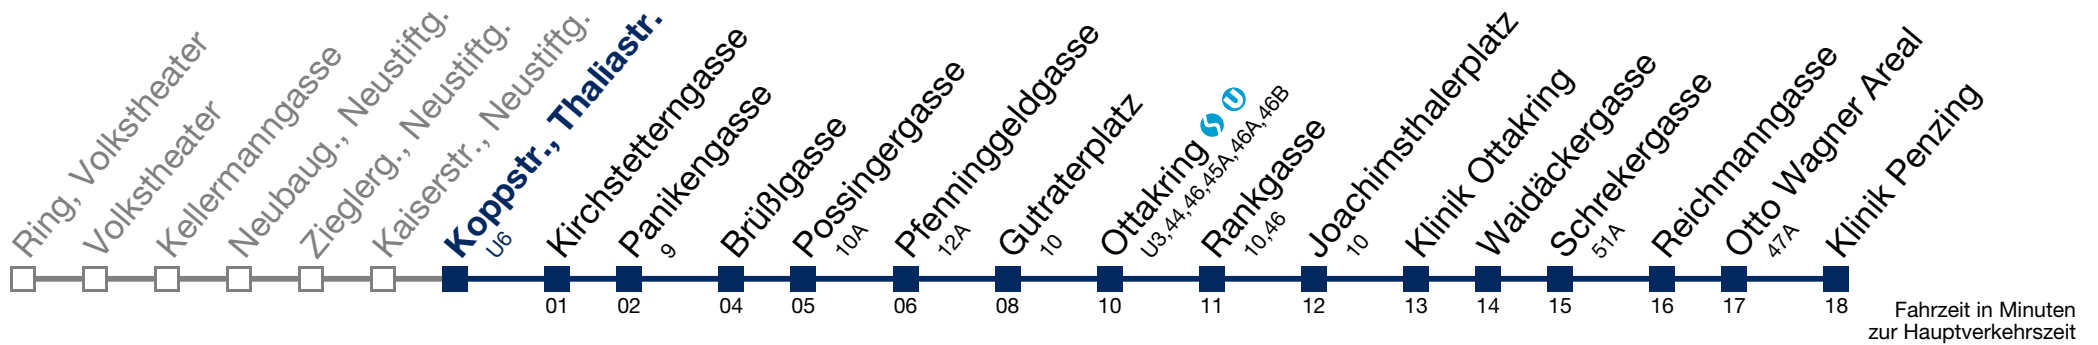 Ring, Volkstheater
Volkstheater
Kellermanngasse
Neubaug., Neustiftg.
Zieglerg., Neustiftg.
Kaiserstr., Neustiftg.
Koppstr., Thaliastr.
U6
Kirchstetterngasse
01
Panikengasse
9
02
Brüßlgasse
04
Possingergasse
10A
05
Pfenninggeldgasse
12A
06
Gutraterplatz
10
08
Ottakring S U
U3,44,46,45A,46A,46B
10
Rankgasse
10,46
11
Joachimsthalerplatz
10
12
Klinik Ottakring
13
Waidäckergasse
14
Schrekergasse
51A
15
Reichmanngasse
16
Otto Wagner Areal
47A
17
Klinik Penzing
18
Fahrzeit in Minuten
zur Hauptverkehrszeit